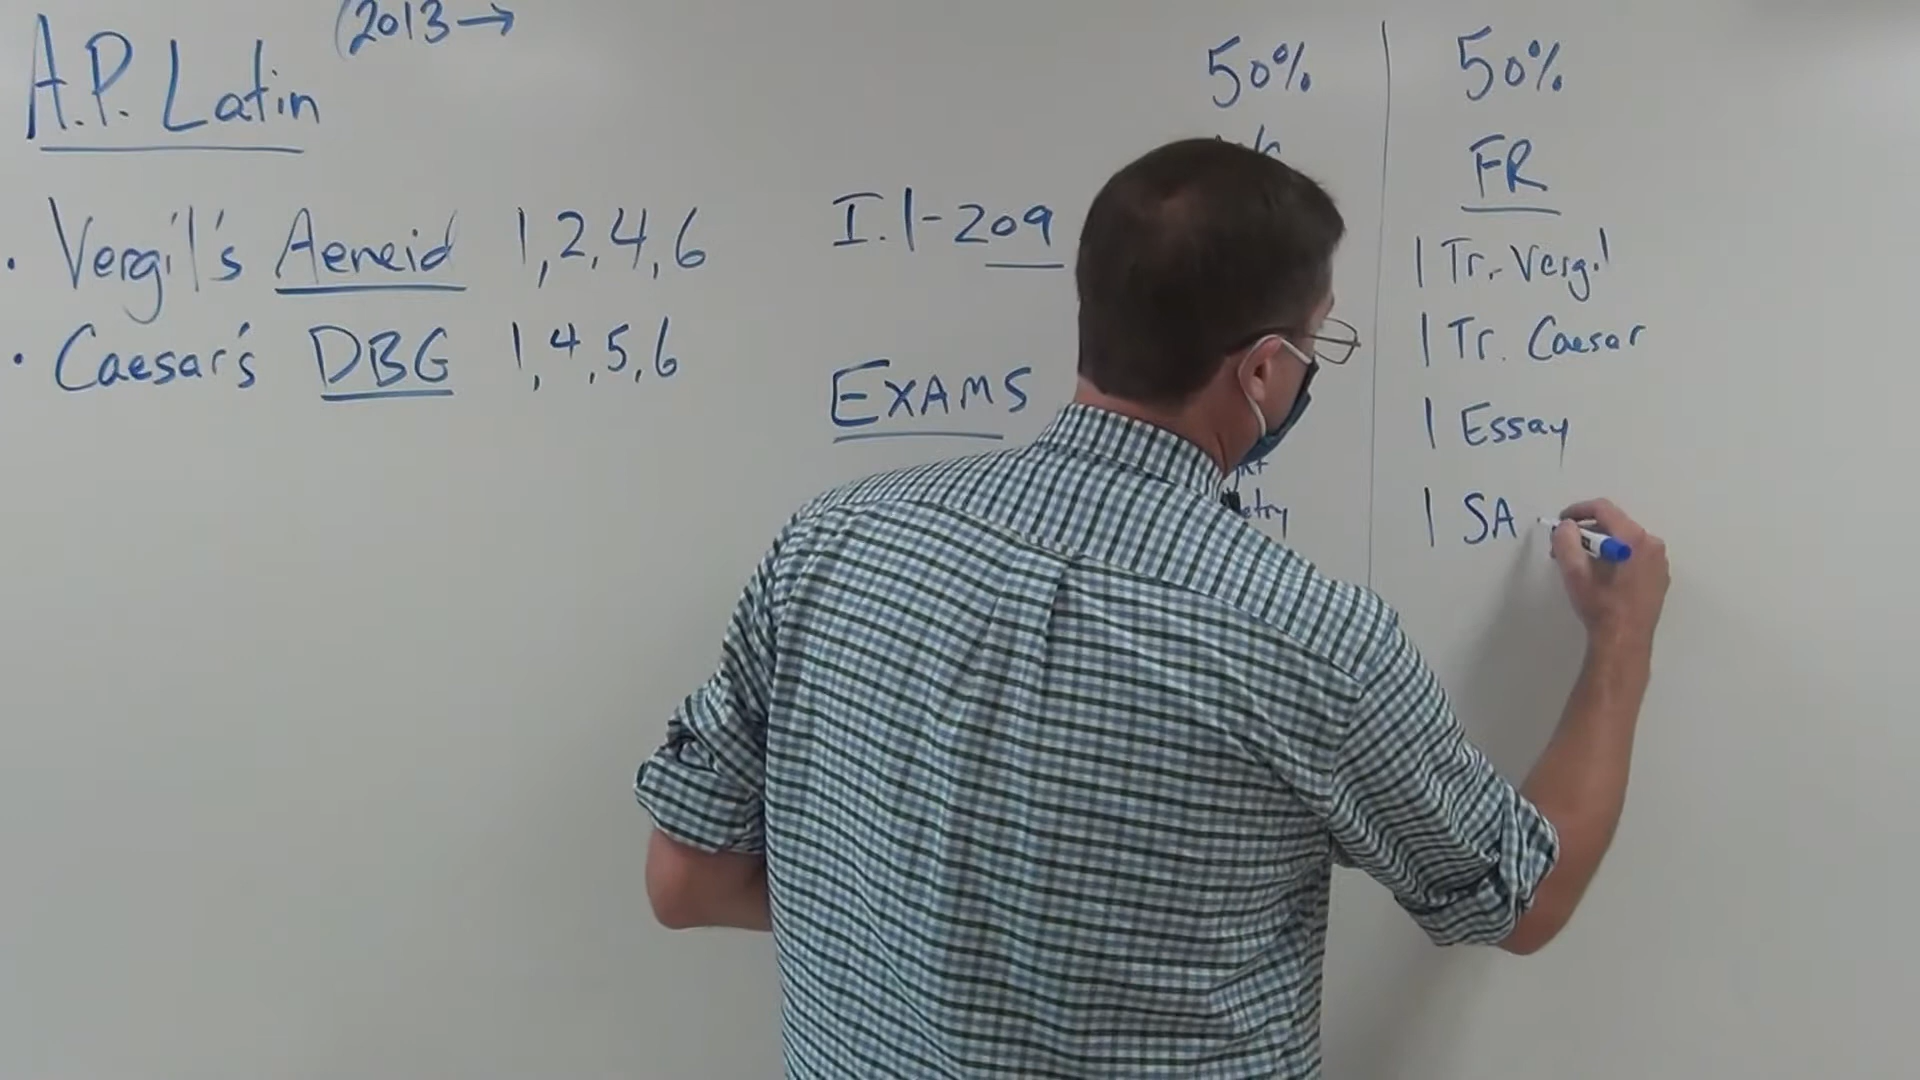 A.P. Latin (2013→
· Vergil's Aeneid 1,2,4,6
· Caesar's DBG 1,4,5,6
I.1-209
EXAMS
50%
50%
FR
1 Tr. Vergil
1 Tr. Caesar
1 Essay
1 SA